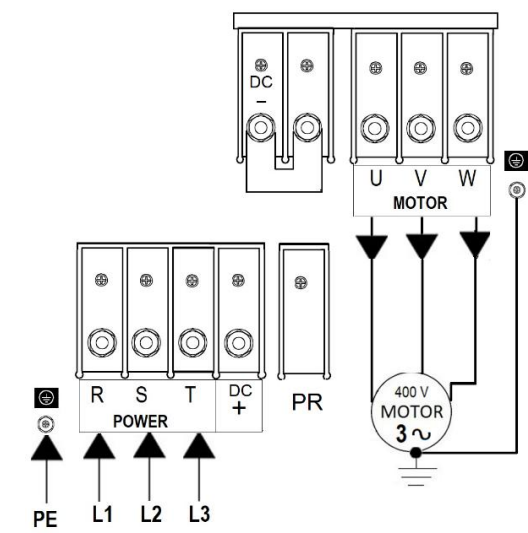 DC
-
U V W
MOTOR
R S T DC
+
PR
POWER
400 V
MOTOR
3 ~
PE L1 L2 L3